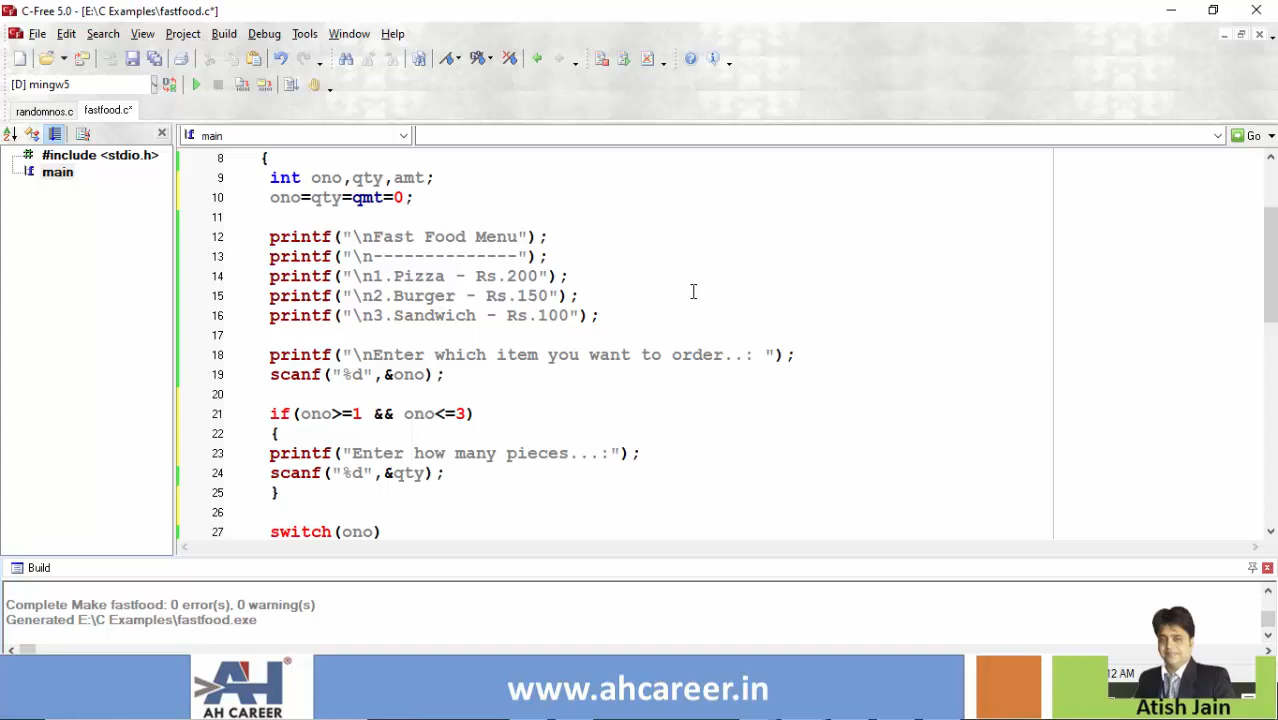 C-Free 5.0 - [E:\C Examples\fastfood.c*]
File Edit Search View Project Build Debug Tools Window Help
[D] mingw5
randomnos.c fastfood.c*
main
Go
#include <stdio.h>
main
8 {
9 int ono,qty,amt;
10 ono=qty=qmt=0;
11
12 printf("\nFast Food Menu");
13 printf("\n--------------");
14 printf("\n1.Pizza - Rs.200");
15 printf("\n2.Burger - Rs.150");
16 printf("\n3.Sandwich - Rs.100");
17
18 printf("\nEnter which item you want to order..: ");
19 scanf("%d",&ono);
20
21 if(ono>=1 && ono<=3)
22 {
23 printf("Enter how many pieces...:");
24 scanf("%d",&qty);
25 }
26
27 switch(ono)
Build
Complete Make fastfood: 0 error(s), 0 warning(s)
Generated E:\C Examples\fastfood.exe
12 AM
AH
AH CAREER
www.ahcareer.in
Atish Jain